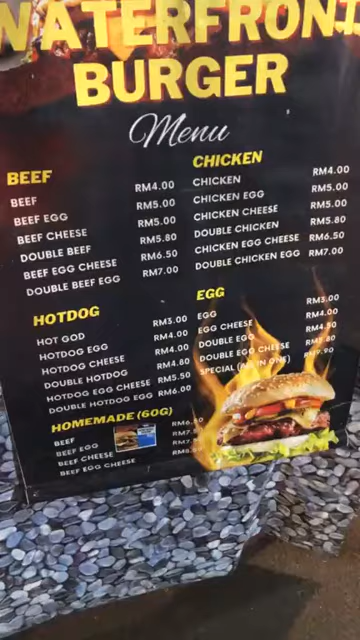 WATERFRONT
BURGER
Menu
BEEF
BEEF RM4.00
BEEF EGG RM5.00
BEEF CHEESE RM5.00
DOUBLE BEEF RM5.80
BEEF EGG CHEESE RM6.50
DOUBLE BEEF EGG RM7.00
CHICKEN
CHICKEN RM4.00
CHICKEN EGG RM5.00
CHICKEN CHEESE RM5.00
DOUBLE CHICKEN RM5.80
CHICKEN EGG CHEESE RM6.50
DOUBLE CHICKEN EGG RM7.00
HOTDOG
HOT GOD RM3.00
HOTDOG EGG RM4.00
HOTDOG CHEESE RM4.00
DOUBLE HOTDOG RM4.80
HOTDOG EGG CHEESE RM5.50
DOUBLE HOTDOG EGG RM6.00
EGG
EGG RM3.00
EGG CHEESE RM4.00
DOUBLE EGG RM4.50
DOUBLE EGG CHEESE
SPECIAL (ALL IN ONE)
HOMEMADE (60G)
BEEF
BEEF EGG
BEEF CHEESE
BEEF EGG CHEESE